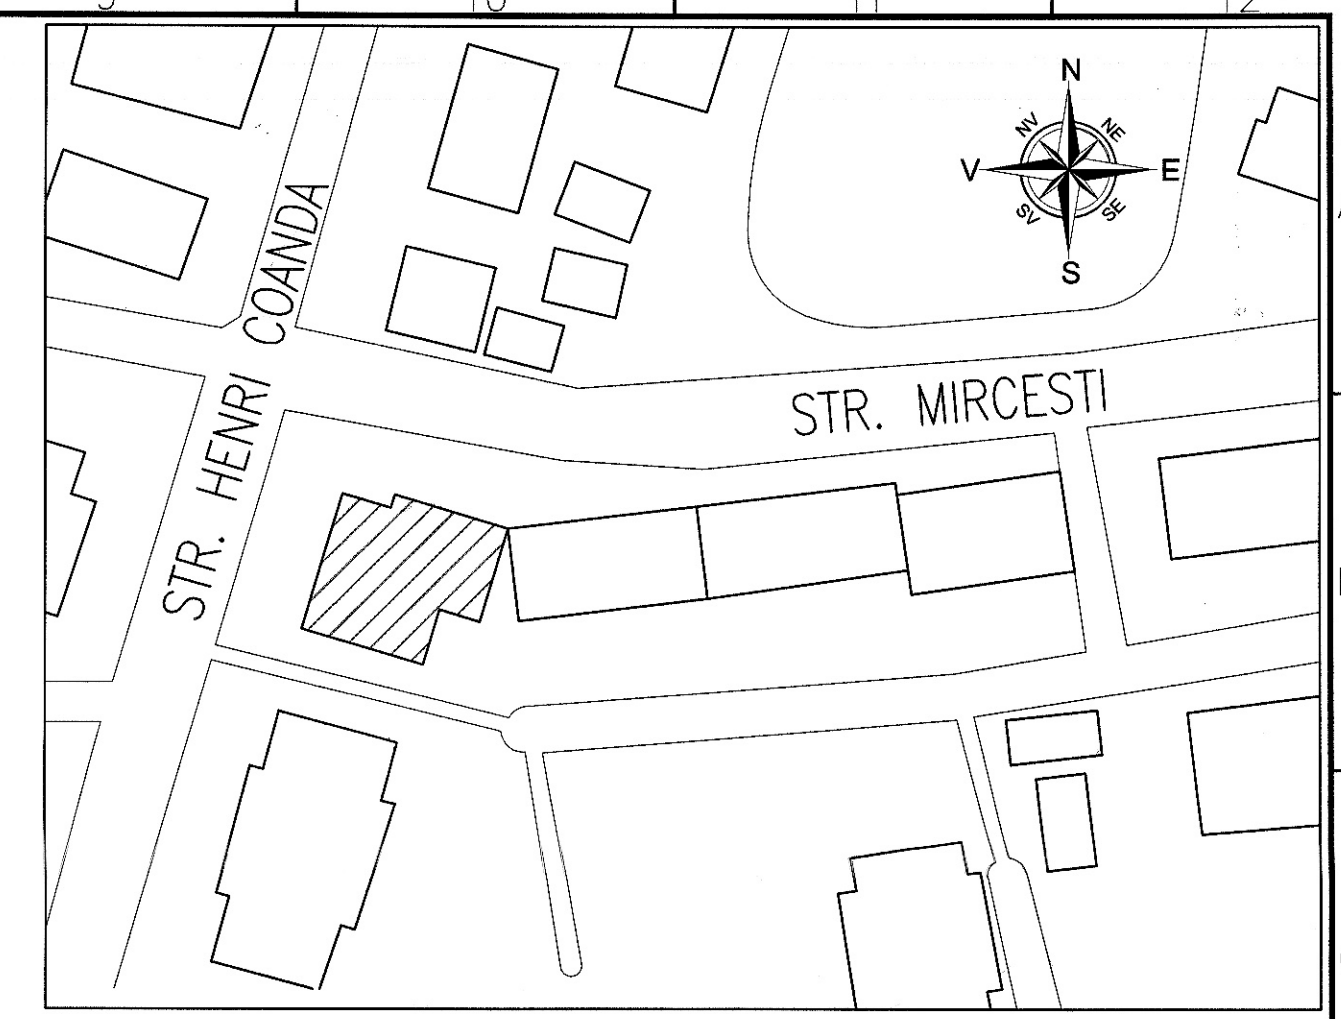 N
NV NE
V E
SV SE
S
STR. HENRI COANDA
STR. MIRCESTI